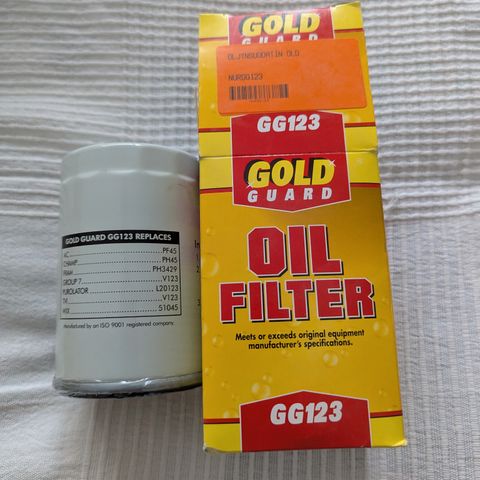 GOLD
GUARD
NURGG123
GG123
GOLD
GUARD
OIL
FILTER
Meets or exceeds original equipment
manufacturer's specifications.
GG123
GOLD GUARD GG123 REPLACES
AC PF45
CHAMP PH45
FRAM PH3429
GROUP 7 V123
PUROLATOR L20123
V123
WIX 51045
Manufactured by an ISO 9001 registered company.